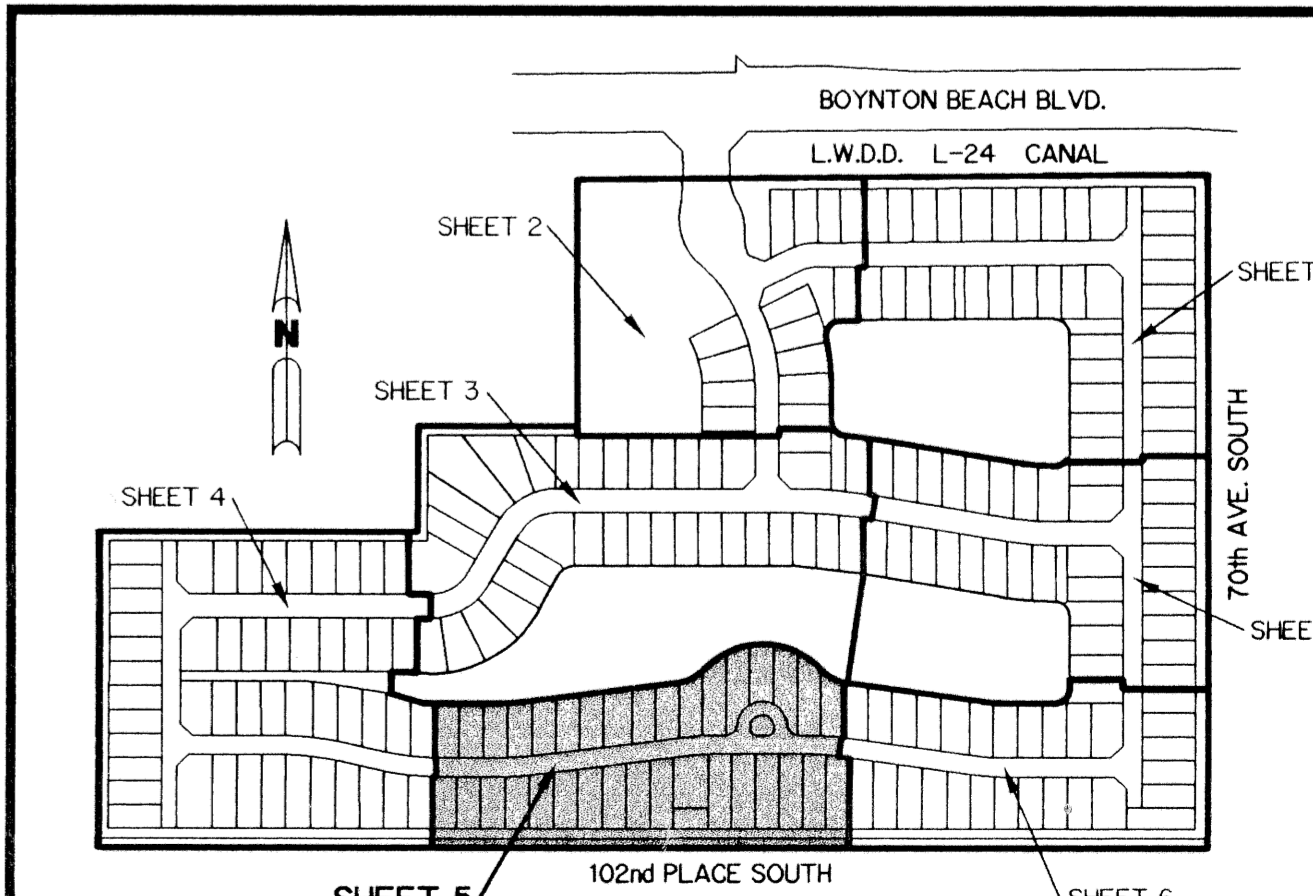 BOYNTON BEACH BLVD.
L.W.D.D. L-24 CANAL
SHEET 2
SHEET
N
SHEET 3
70th AVE. SOUTH
SHEET 4
SHEE
102nd PLACE SOUTH
SHEET 5
SHEET 6